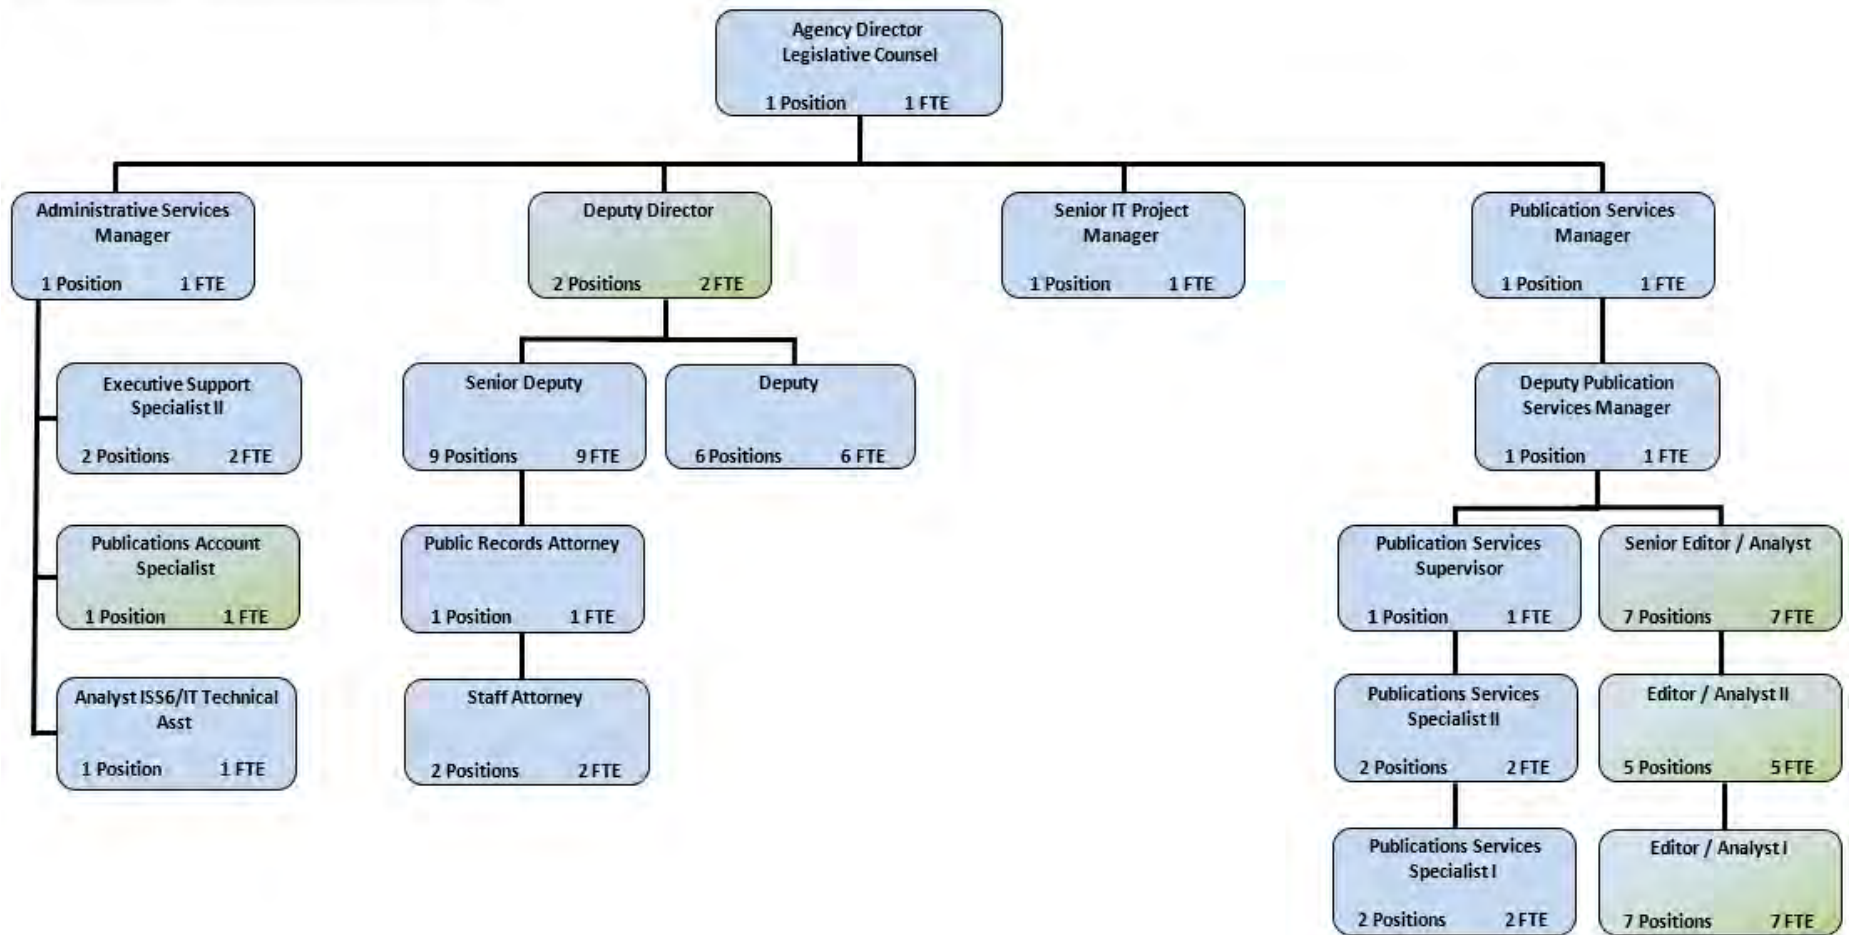 Agency Director
Legislative Counsel
1 Position 1 FTE
Administrative Services
Manager
1 Position 1 FTE
Deputy Director
2 Positions 2 FTE
Senior IT Project
Manager
1 Position 1 FTE
Publication Services
Manager
1 Position 1 FTE
Executive Support
Specialist II
2 Positions 2 FTE
Senior Deputy
9 Positions 9 FTE
Deputy
6 Positions 6 FTE
Deputy Publication
Services Manager
1 Position 1 FTE
Publications Account
Specialist
1 Position 1 FTE
Public Records Attorney
1 Position 1 FTE
Publication Services
Supervisor
1 Position 1 FTE
Senior Editor / Analyst
7 Positions 7 FTE
Analyst ISS6/IT Technical
Asst
1 Position 1 FTE
Staff Attorney
2 Positions 2 FTE
Publications Services
Specialist II
2 Positions 2 FTE
Editor / Analyst II
5 Positions 5 FTE
Publications Services
Specialist I
2 Positions 2 FTE
Editor / Analyst I
7 Positions 7 FTE